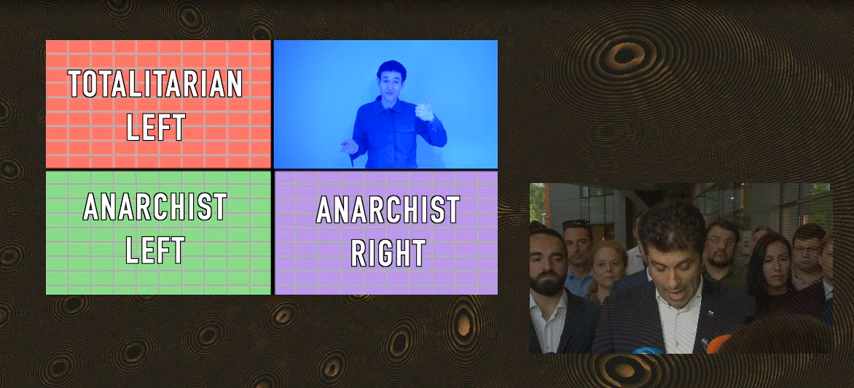 TOTALITARIAN
LEFT
ANARCHIST
LEFT
ANARCHIST
RIGHT